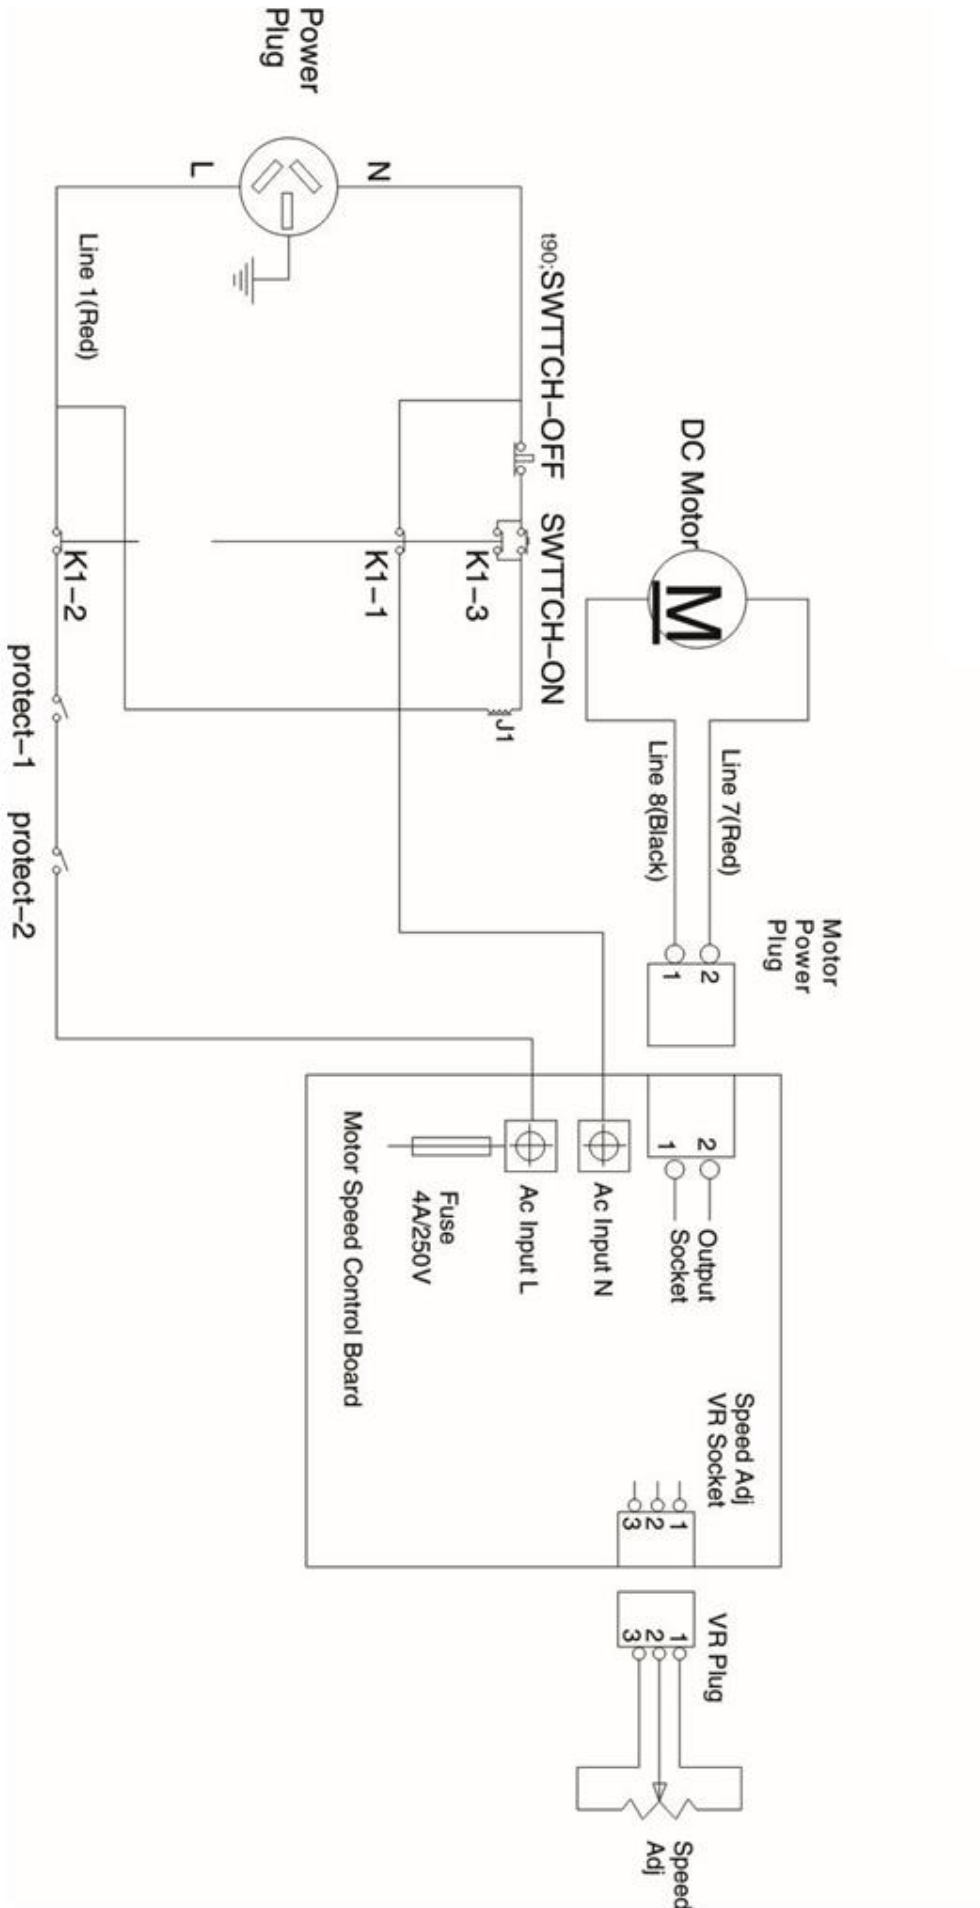 Power
Plug
L
N
Line 1(Red)
t90;SWTTCH-OFF
SWTTCH-ON
K1-3
K1-1
K1-2
J1
protect-1
protect-2
DC Motor
M
Line 7(Red)
Line 8(Black)
Motor
Power
Plug
2
1
2
1
Output
Socket
Ac Input N
Ac Input L
Fuse
4A/250V
Motor Speed Control Board
Speed Adj
VR Socket
1
2
3
VR Plug
1
2
3
Speed
Adj